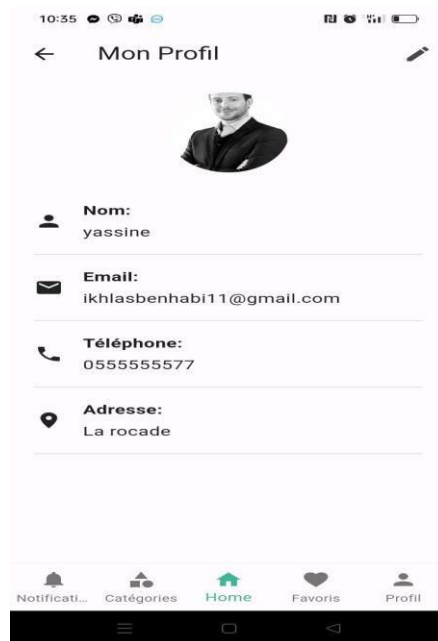 10:35
Mon Profil
Nom:
yassine
Email:
ikhlasbenhabi11@gmail.com
Téléphone:
0555555577
Adresse:
La rocade
Notificati... Catégories Home Favoris Profil